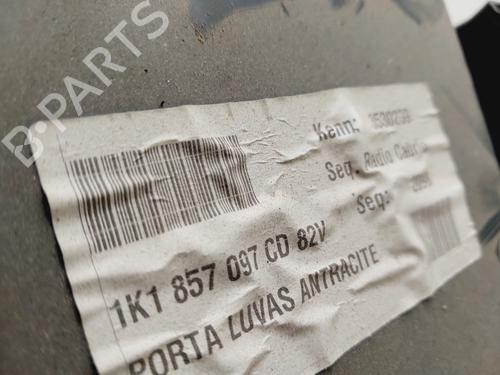 B-PARTS
Kenn:
Seq. Radio
Seq:
1K1 857 097 CD 82V
PORTA LUVAS ANTRACITE